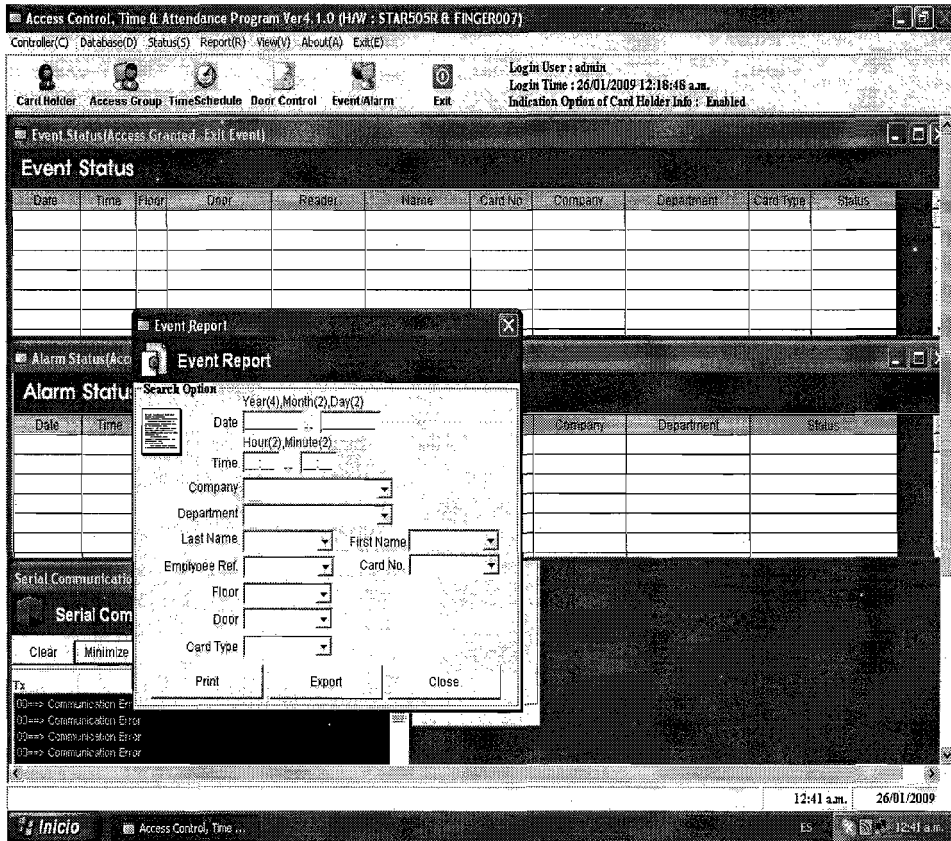 Access Control, Time & Attendance Program Ver4.1.0 (H/W : STAR505R & FINGER007)
Controller(C) Database(D) Status(S) Report(R) View(V) About(A) Exit(E)
Card Holder Access Group TimeSchedule Door Control Event/Alarm Exit
Login User : admin
Login Time : 26/01/2009 12:18:48 a.m.
Indication Option of Card Holder Info : Enabled
Event Status(Access Granted, Exit Event)
Event Status
Date Time Floor Door Reader Name Card No Company Department Card Type Status
Alarm Status(Acc
Alarm Statu
Date Time Company Department Status
Event Report
Event Report
Search Option
Year(4),Month(2),Day(2)
Date --
Hour(2),Minute(2)
Time : -- :
Company
Department
Last Name First Name
Employee Ref. Card No.
Floor
Door
Card Type
Print Export Close
Serial Communicatio
Serial Com
Clear Minimize
Tx
00==> Communication Err
00==> Communication Error
00==> Communication Error
00==> Communication Error
12:41 a.m. 26/01/2009
Inicio Access Control, Time ... ES 12:41 a.m.